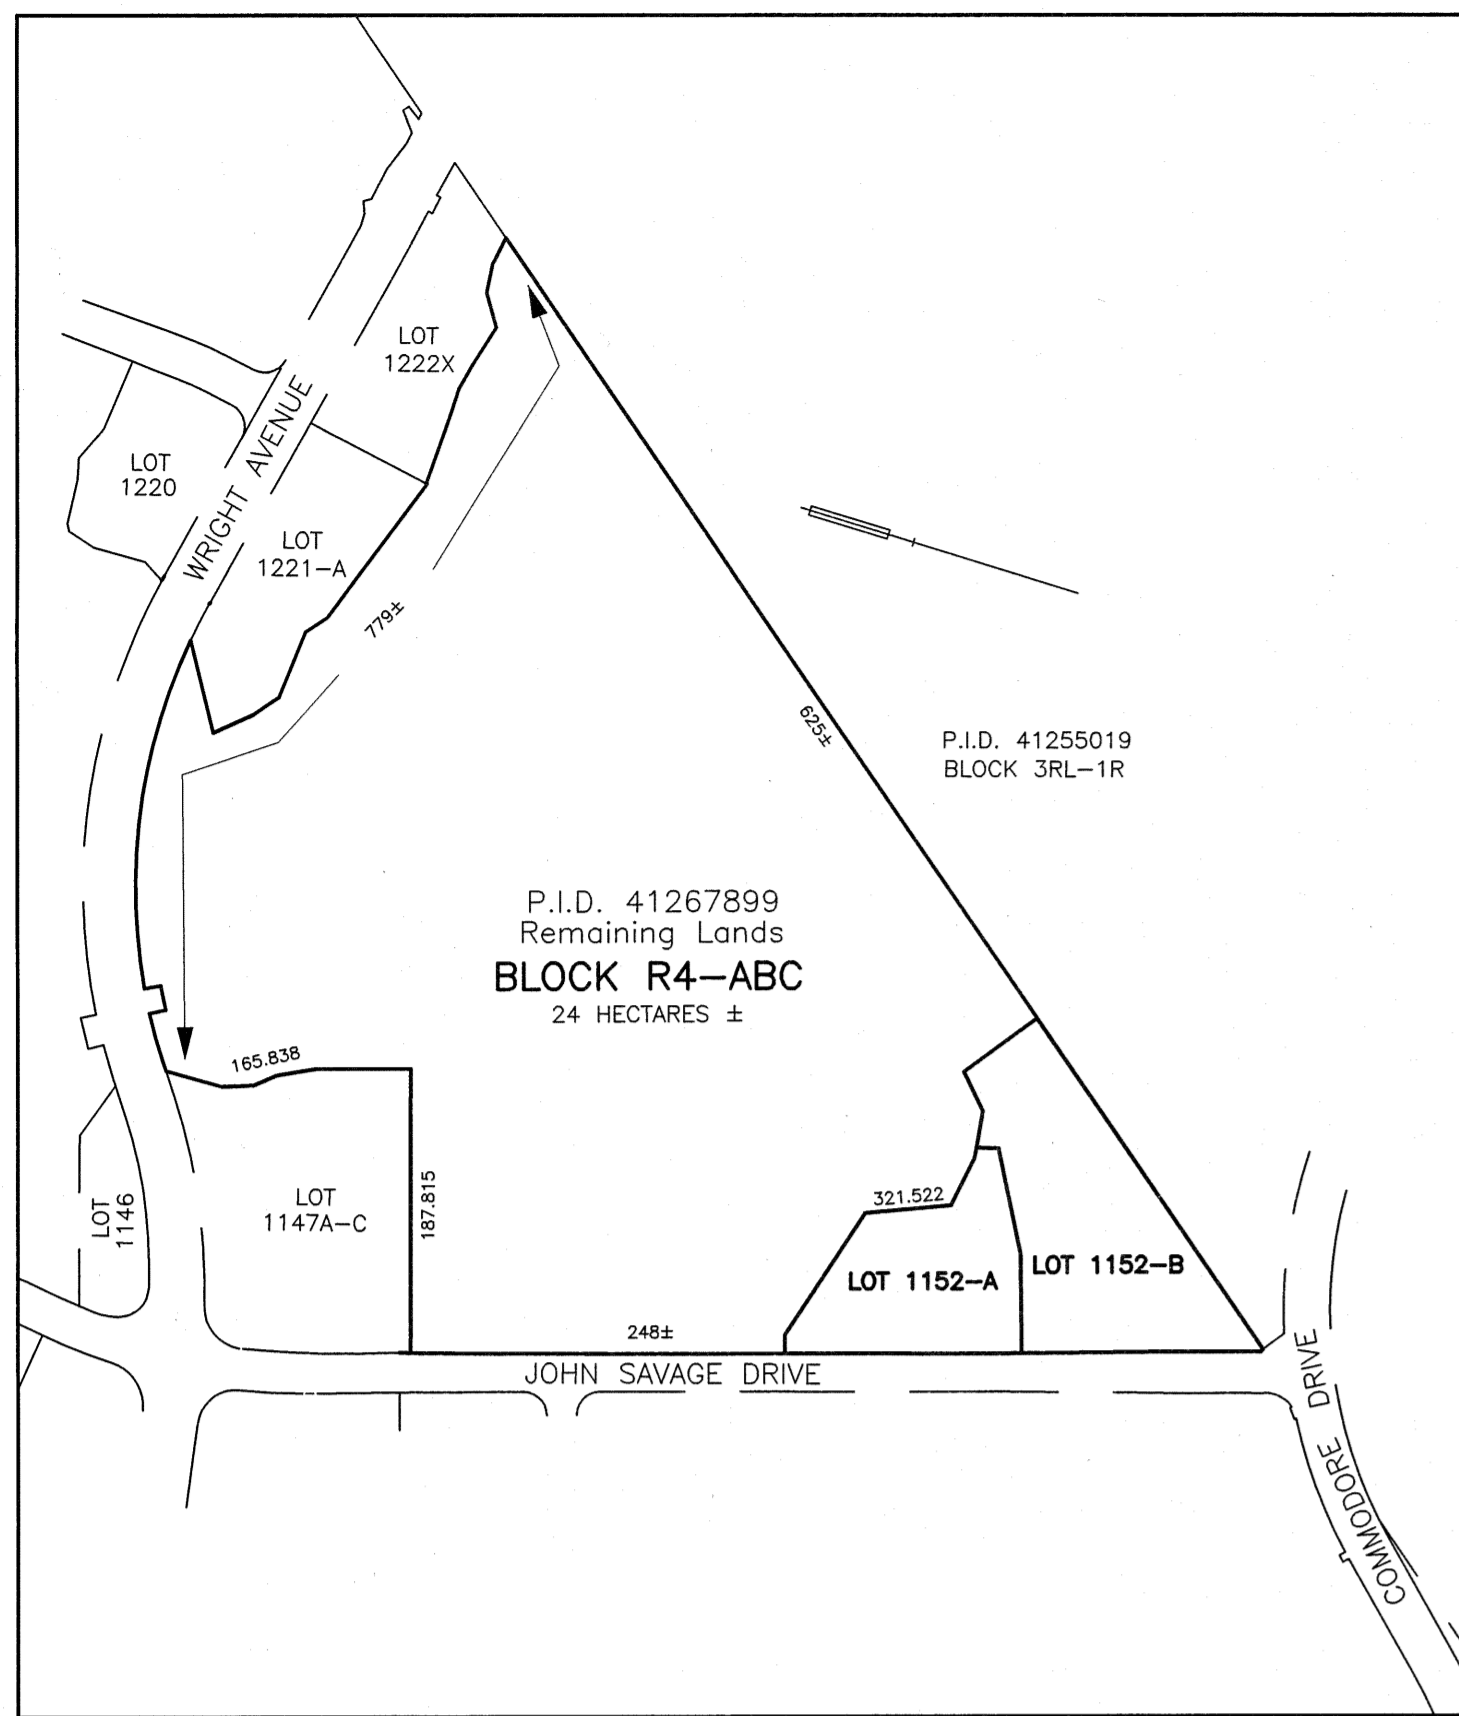 LOT
1222X
LOT
1220
WRIGHT AVENUE
LOT
1221-A
779±
625±
P.I.D. 41255019
BLOCK 3RL-1R
P.I.D. 41267899
Remaining Lands
BLOCK R4-ABC
24 HECTARES ±
165.838
187.815
LOT
1146
LOT
1147A-C
321.522
LOT 1152-A
LOT 1152-B
248±
JOHN SAVAGE DRIVE
COMMODORE DRIVE